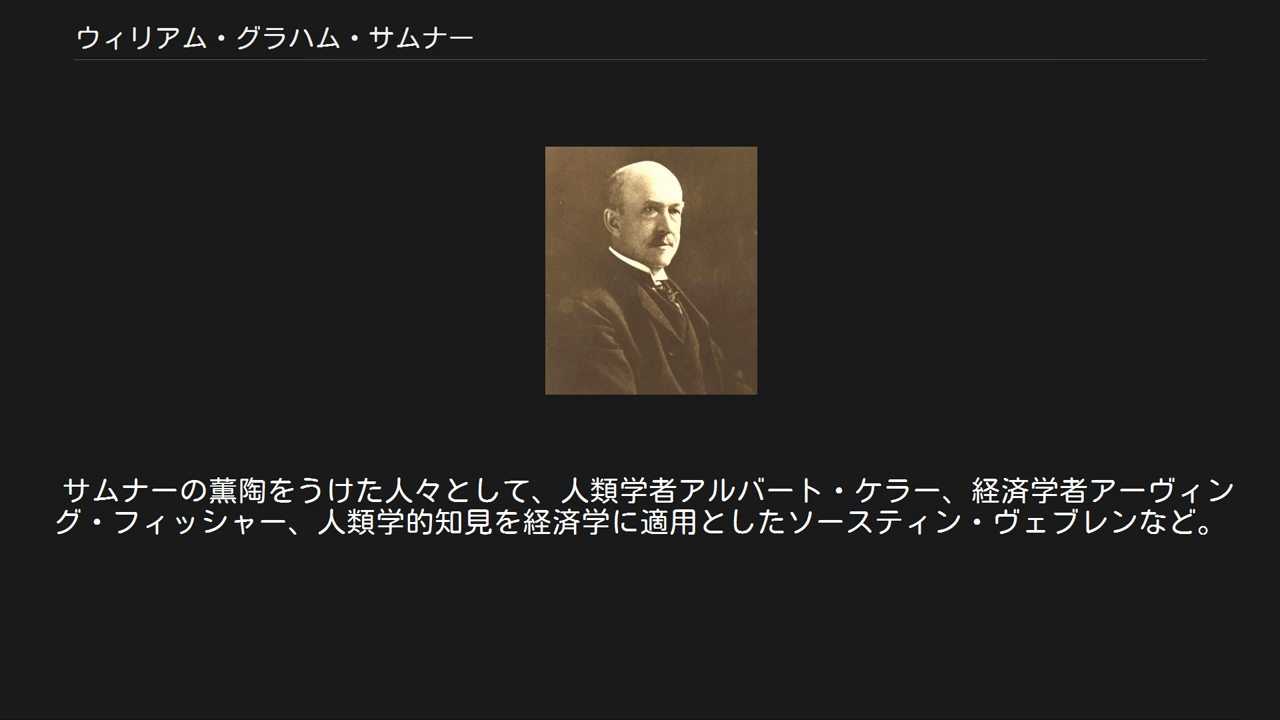 ウィリアム・グラハム・サムナー
サムナーの薫陶をうけた人々として、人類学者アルバート・ケラー、経済学者アーヴィン
グ・フィッシャー、人類学的知見を経済学に適用としたソースティン・ヴェブレンなど。